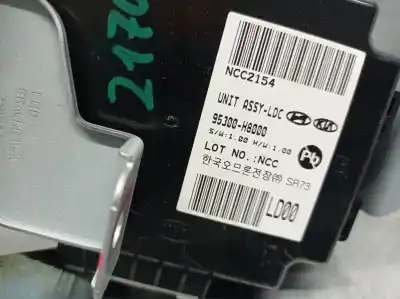 2170
NCC2154
UNIT ASSY-LDC
KIA
95300-H8000
S/W:1.00 H/W:1.00
LOT NO.:NCC
Pb
한국오므론전장㈜ SR73
LD00